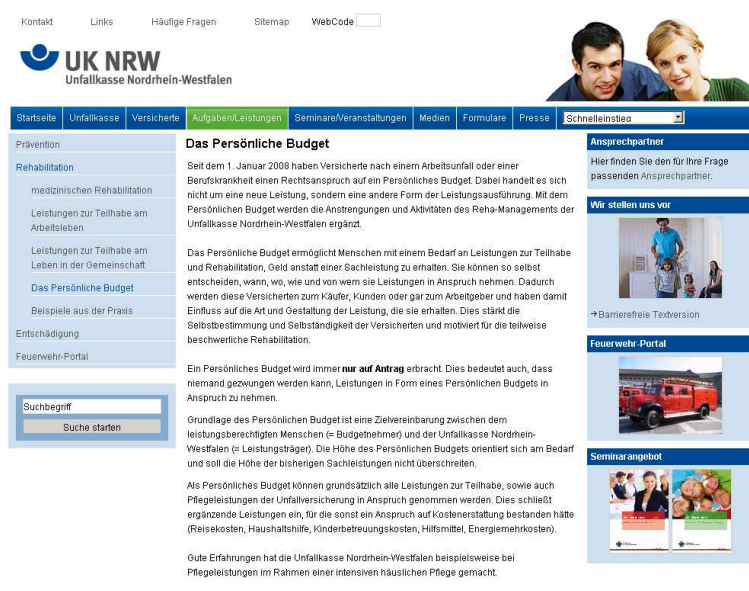 Kontakt Links Häufige Fragen Sitemap WebCode
UK NRW
Unfallkasse Nordrhein-Westfalen
Startseite Unfallkasse Versicherte Aufgaben/Leistungen Seminare/Veranstaltungen Medien Formulare Presse Schnelleinstieg
Prävention
Rehabilitation
medizinischen Rehabilitation
Leistungen zur Teilhabe am
Arbeitsleben
Leistungen zur Teilhabe am
Leben in der Gemeinschaft
Das Persönliche Budget
Beispiele aus der Praxis
Entschädigung
Feuerwehr-Portal
Suchbegriff
Suche starten
Das Persönliche Budget
Seit dem 1. Januar 2008 haben Versicherte nach einem Arbeitsunfall oder einer
Berufskrankheit einen Rechtsanspruch auf ein Persönliches Budget. Dabei handelt es sich
nicht um eine neue Leistung, sondern eine andere Form der Leistungsausführung. Mit dem
Persönlichen Budget werden die Anstrengungen und Aktivitäten des Reha-Managements der
Unfallkasse Nordrhein-Westfalen ergänzt.
Das Persönliche Budget ermöglicht Menschen mit einem Bedarf an Leistungen zur Teilhabe
und Rehabilitation, Geld anstatt einer Sachleistung zu erhalten. Sie können so selbst
entscheiden, wann, wo, wie und von wem sie Leistungen in Anspruch nehmen. Dadurch
werden diese Versicherten zum Käufer, Kunden oder gar zum Arbeitgeber und haben damit
Einfluss auf die Art und Gestaltung der Leistung, die sie erhalten. Dies stärkt die
Selbstbestimmung und Selbständigkeit der Versicherten und motiviert für die teilweise
beschwerliche Rehabilitation.
Ein Persönliches Budget wird immer nur auf Antrag erbracht. Dies bedeutet auch, dass
niemand gezwungen werden kann, Leistungen in Form eines Persönlichen Budgets in
Anspruch zu nehmen.
Grundlage des Persönlichen Budget ist eine Zielvereinbarung zwischen dem
leistungsberechtigten Menschen (= Budgetnehmer) und der Unfallkasse Nordrhein-
Westfalen (= Leistungsträger). Die Höhe des Persönlichen Budgets orientiert sich am Bedarf
und soll die Höhe der bisherigen Sachleistungen nicht überschreiten.
Als Persönliches Budget können grundsätzlich alle Leistungen zur Teilhabe, sowie auch
Pflegeleistungen der Unfallversicherung in Anspruch genommen werden. Dies schließt
ergänzende Leistungen ein, für die sonst ein Anspruch auf Kostenerstattung bestanden hätte
(Reisekosten, Haushaltshilfe, Kinderbetreuungskosten, Hilfsmittel, Energiemehrkosten).
Gute Erfahrungen hat die Unfallkasse Nordrhein-Westfalen beispielsweise bei
Pflegeleistungen im Rahmen einer intensiven häuslichen Pflege gemacht.
Ansprechpartner
Hier finden Sie den für Ihre Frage
passenden Ansprechpartner.
Wir stellen uns vor
→Barrierefreie Textversion
Feuerwehr-Portal
Seminarangebot